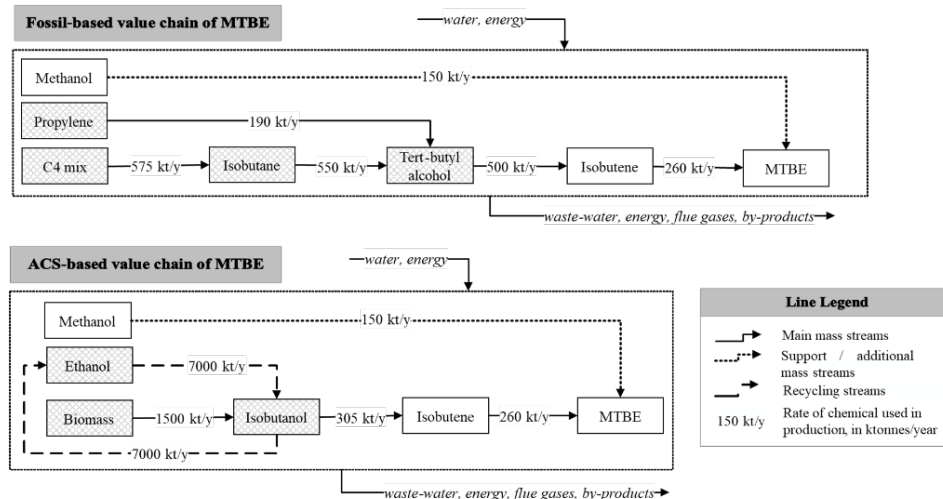 Fossil-based value chain of MTBE
water, energy
Methanol
150 kt/y
Propylene
190 kt/y
C4 mix
575 kt/y
Isobutane
550 kt/y
Tert-butyl
alcohol
500 kt/y
Isobutene
260 kt/y
MTBE
waste-water, energy, flue gases, by-products
ACS-based value chain of MTBE
water, energy
Methanol
150 kt/y
Ethanol
7000 kt/y
Biomass
1500 kt/y
Isobutanol
305 kt/y
Isobutene
260 kt/y
MTBE
7000 kt/y
waste-water, energy, flue gases, by-products
Line Legend
Main mass streams
Support / additional
mass streams
Recycling streams
150 kt/y
Rate of chemical used in
production, in ktonnes/year